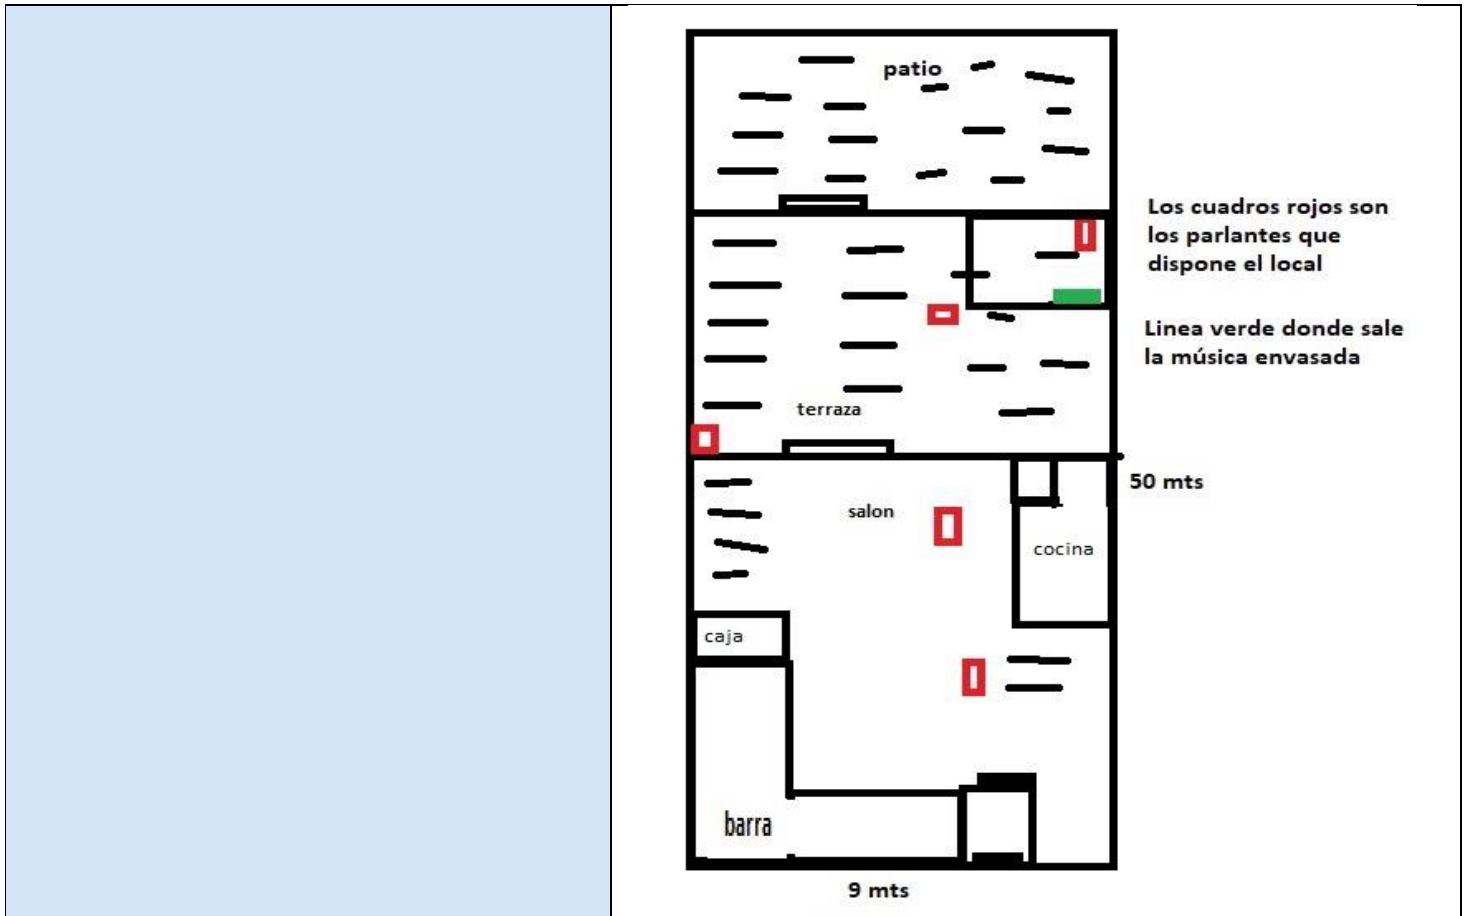 patio
Los cuadros rojos son
los parlantes que
dispone el local
Linea verde donde sale
la música envasada
terraza
50 mts
salon
cocina
caja
barra
9 mts